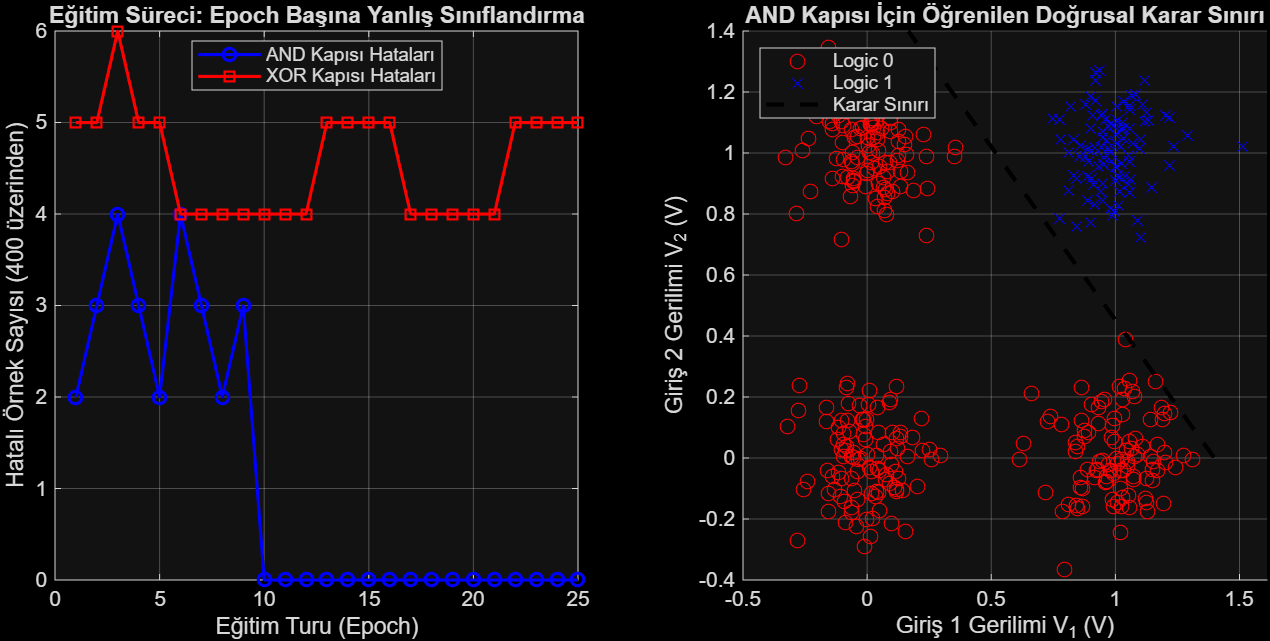 Eğitim Süreci: Epoch Başına Yanlış Sınıflandırma
AND Kapısı Hataları
XOR Kapısı Hataları
Hatalı Örnek Sayısı (400 üzerinden)
6
5
4
3
2
1
0
0 5 10 15 20 25
Eğitim Turu (Epoch)
AND Kapısı İçin Öğrenilen Doğrusal Karar Sınırı
Logic 0
Logic 1
Karar Sınırı
Giriş 2 Gerilimi V₂ (V)
1.4
1.2
1
0.8
0.6
0.4
0.2
0
-0.2
-0.4
-0.5 0 0.5 1 1.5
Giriş 1 Gerilimi V₁ (V)